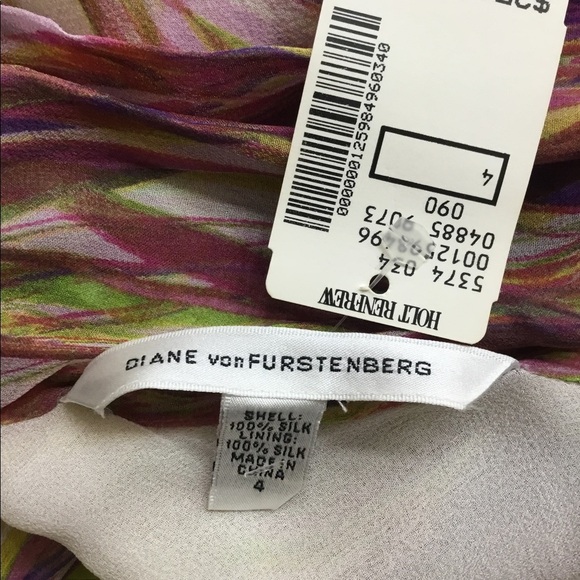 HOLT RENFREW
5374 034
04885 9073
090
4
0000000125984960340
DIANE von FURSTENBERG
SHELL:
100% SILK
LINING:
100% SILK
MADE IN
CHINA
4